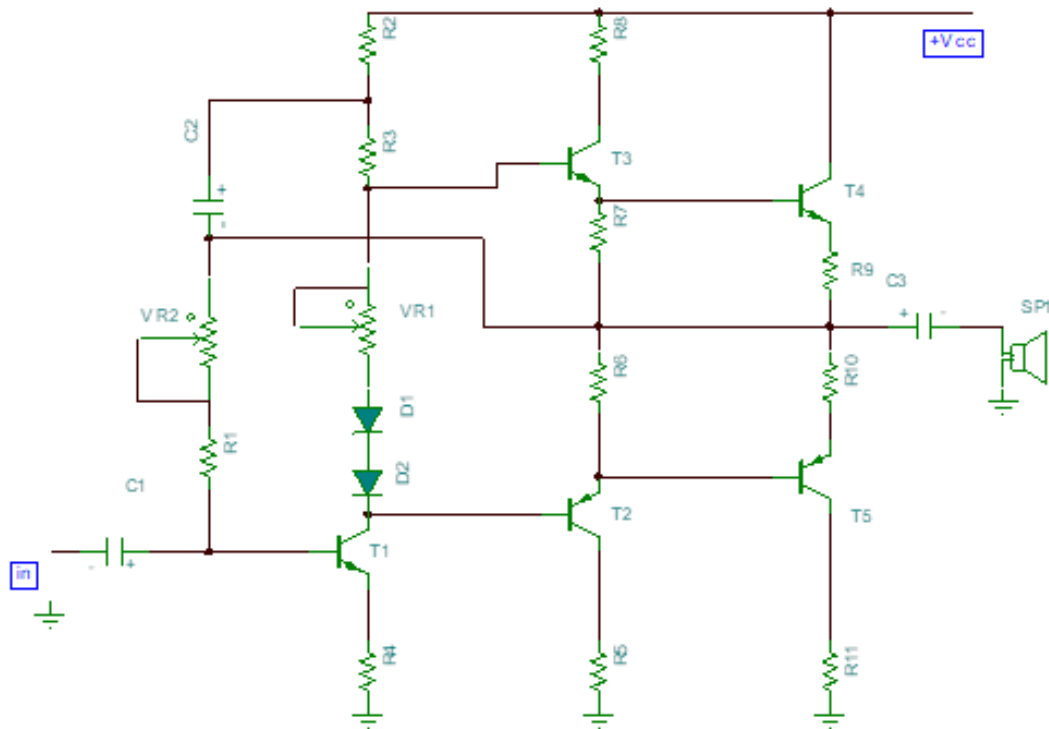 R2
R8
+Vcc
C2
R3
T3
T4
+
-
R7
R9
C3
VR2
VR1
+
-
SP1
R6
R10
D1
R1
D2
C1
T2
T5
T1
-
+
in
R4
R5
R11